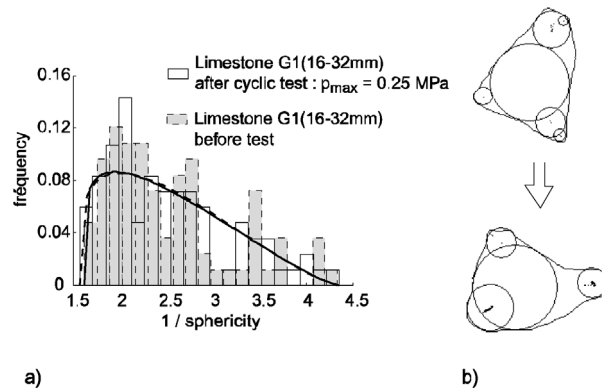 Limestone G1(16-32mm)
after cyclic test : pmax = 0.25 MPa
Limestone G1(16-32mm)
before test
fréquency
0.16
0.12
0.08
0.04
0
1.5 2 2.5 3 3.5 4 4.5
1 / sphericity
a) b)